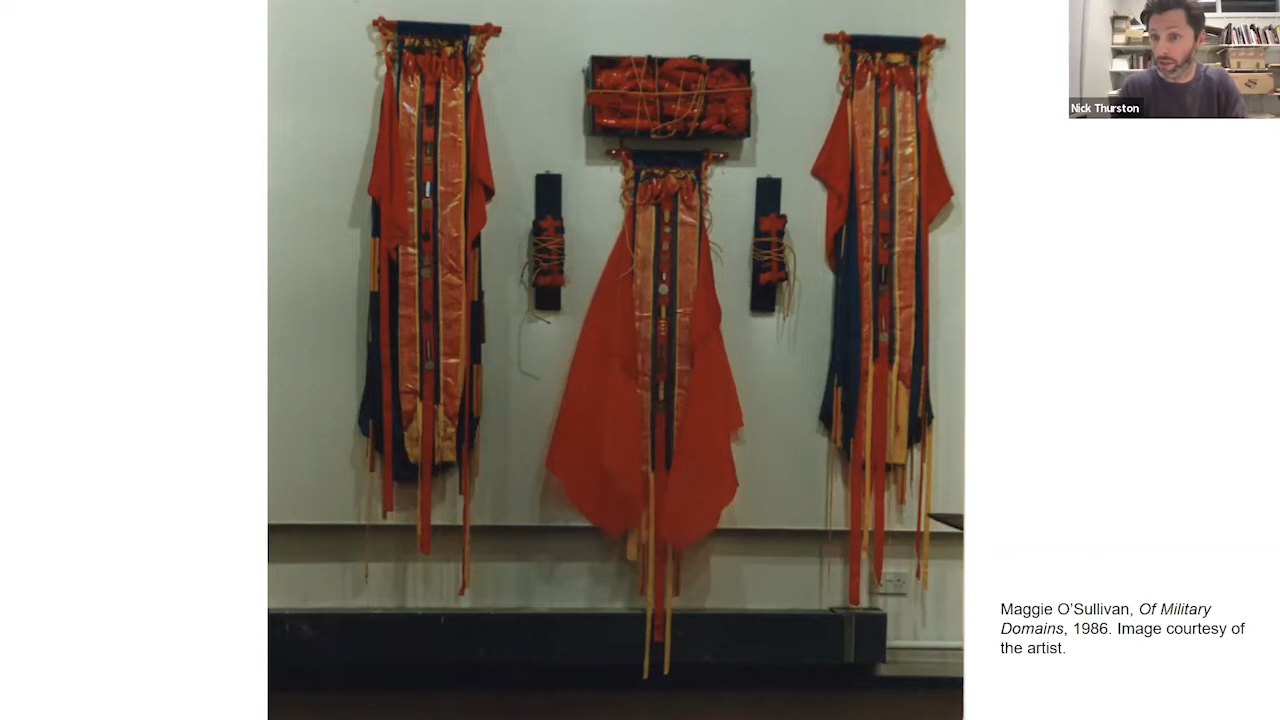 Nick Thurston
Maggie O’Sullivan, Of Military
Domains, 1986. Image courtesy of
the artist.